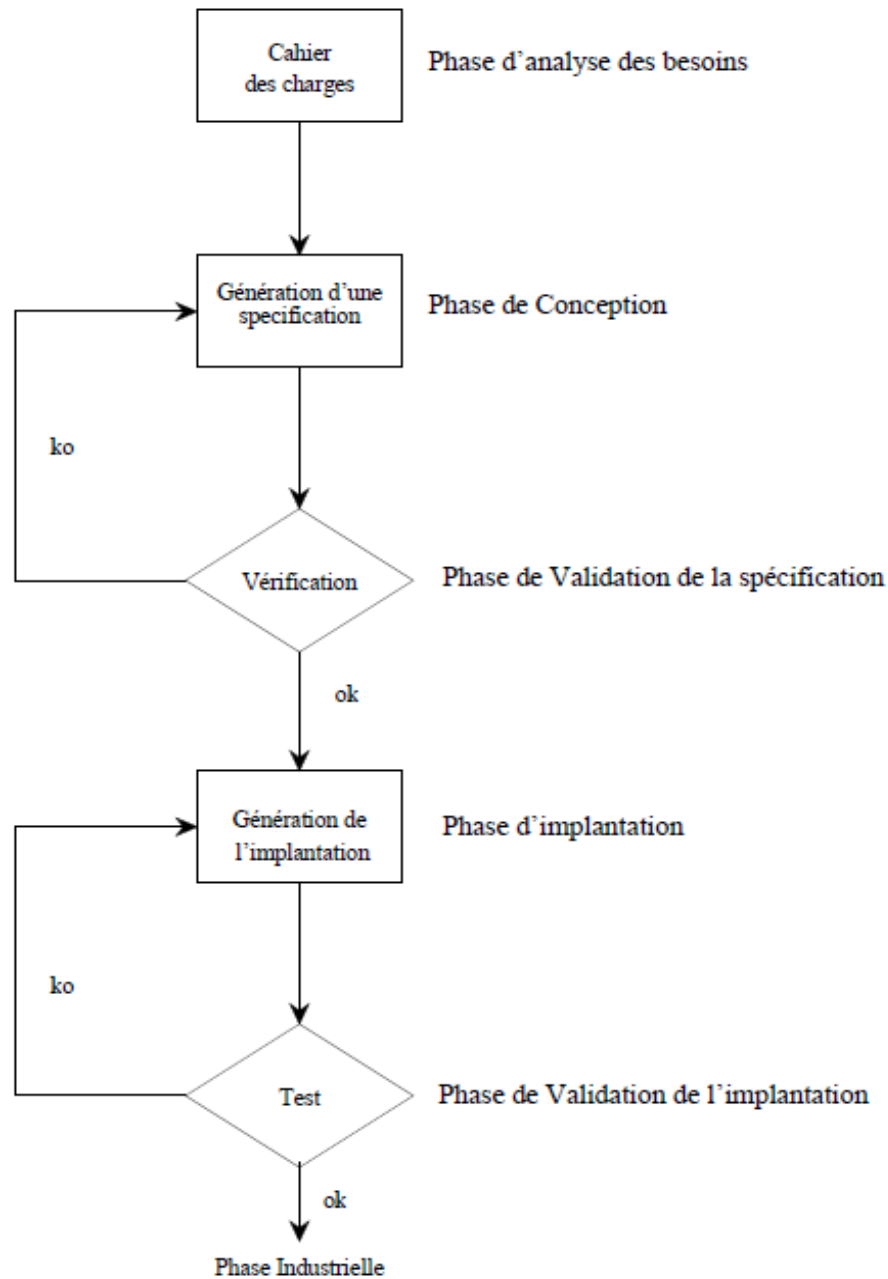 Cahier
des charges
Phase d'analyse des besoins
Génération d'une
specification
Phase de Conception
ko
Vérification
Phase de Validation de la spécification
ok
Génération de
l'implantation
Phase d'implantation
ko
Test
Phase de Validation de l'implantation
ok
Phase Industrielle